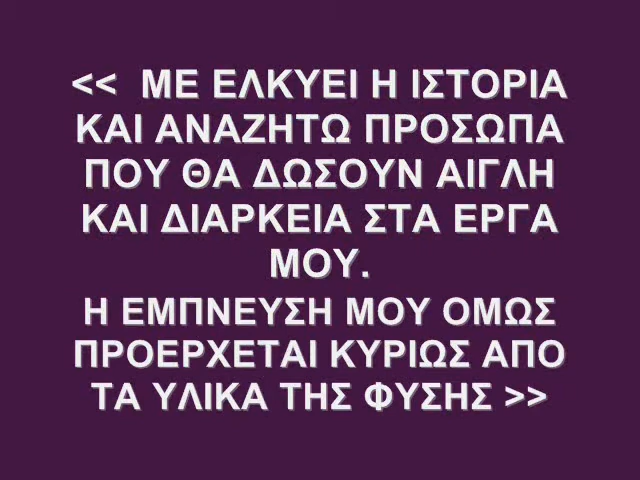 << ΜΕ ΕΛΚΥΕΙ Η ΙΣΤΟΡΙΑ
ΚΑΙ ΑΝΑΖΗΤΩ ΠΡΟΣΩΠΑ
ΠΟΥ ΘΑ ΔΩΣΟΥΝ ΑΙΓΛΗ
ΚΑΙ ΔΙΑΡΚΕΙΑ ΣΤΑ ΕΡΓΑ
ΜΟΥ.
Η ΕΜΠΝΕΥΣΗ ΜΟΥ ΟΜΩΣ
ΠΡΟΕΡΧΕΤΑΙ ΚΥΡΙΩΣ ΑΠΟ
ΤΑ ΥΛΙΚΑ ΤΗΣ ΦΥΣΗΣ >>